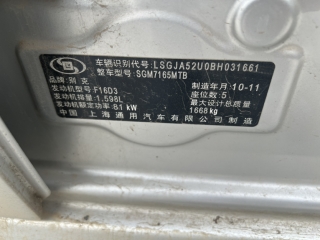 车辆识别代号: LSGJA52U0BH031661
整车型号: SGM7165MTB
品牌: 别克
制造年月: 10-11
发动机型号: F16D3
座位数: 5
发动机排量: 1.598L
最大设计总质量
发动机额定功率: 81 kW
1668kg
中国 上海通用汽车有限公司 制造